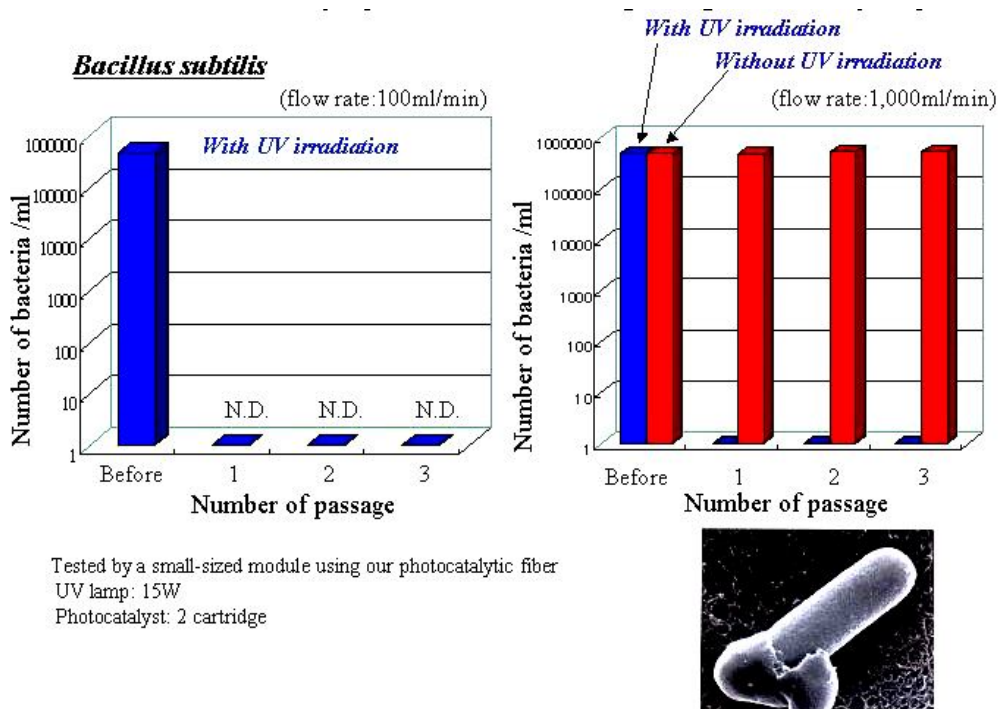 With UV irradiation
Without UV irradiation
Bacillus subtilis
(flow rate:100ml/min)
(flow rate:1,000ml/min)
With UV irradiation
Number of bacteria /ml
1000000
100000
10000
1000
100
10
1
N.D. N.D. N.D.
Before 1 2 3
Number of passage
Number of bacteria /ml
1000000
100000
10000
1000
100
10
1
Before 1 2 3
Number of passage
Tested by a small-sized module using our photocatalytic fiber
UV lamp: 15W
Photocatalyst: 2 cartridge